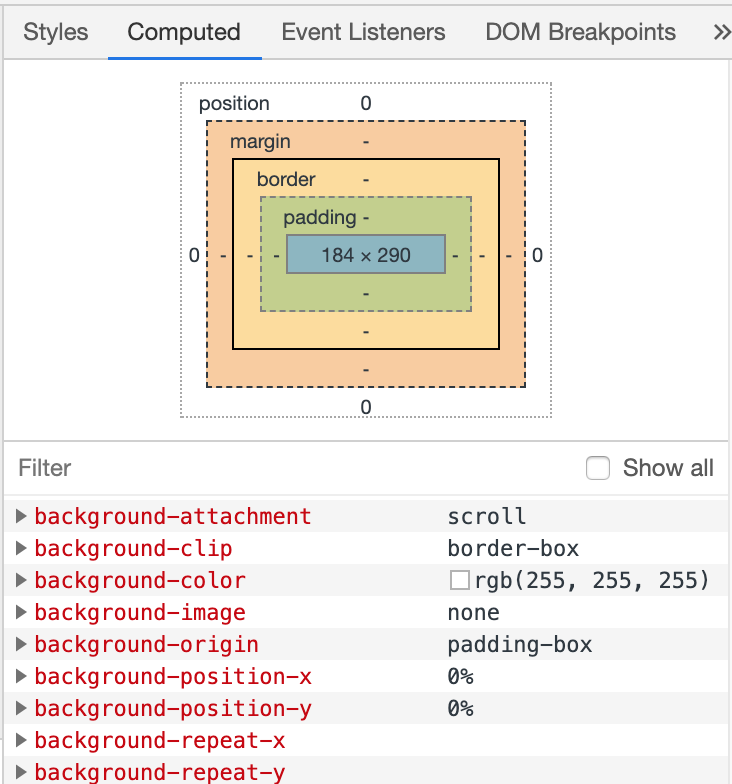 Styles Computed Event Listeners DOM Breakpoints »
position 0
margin -
border -
padding -
0 - - - 184 × 290 - - - 0
-
-
-
0
Filter Show all
background-attachment scroll
background-clip border-box
background-color rgb(255, 255, 255)
background-image none
background-origin padding-box
background-position-x 0%
background-position-y 0%
background-repeat-x
background-repeat-y